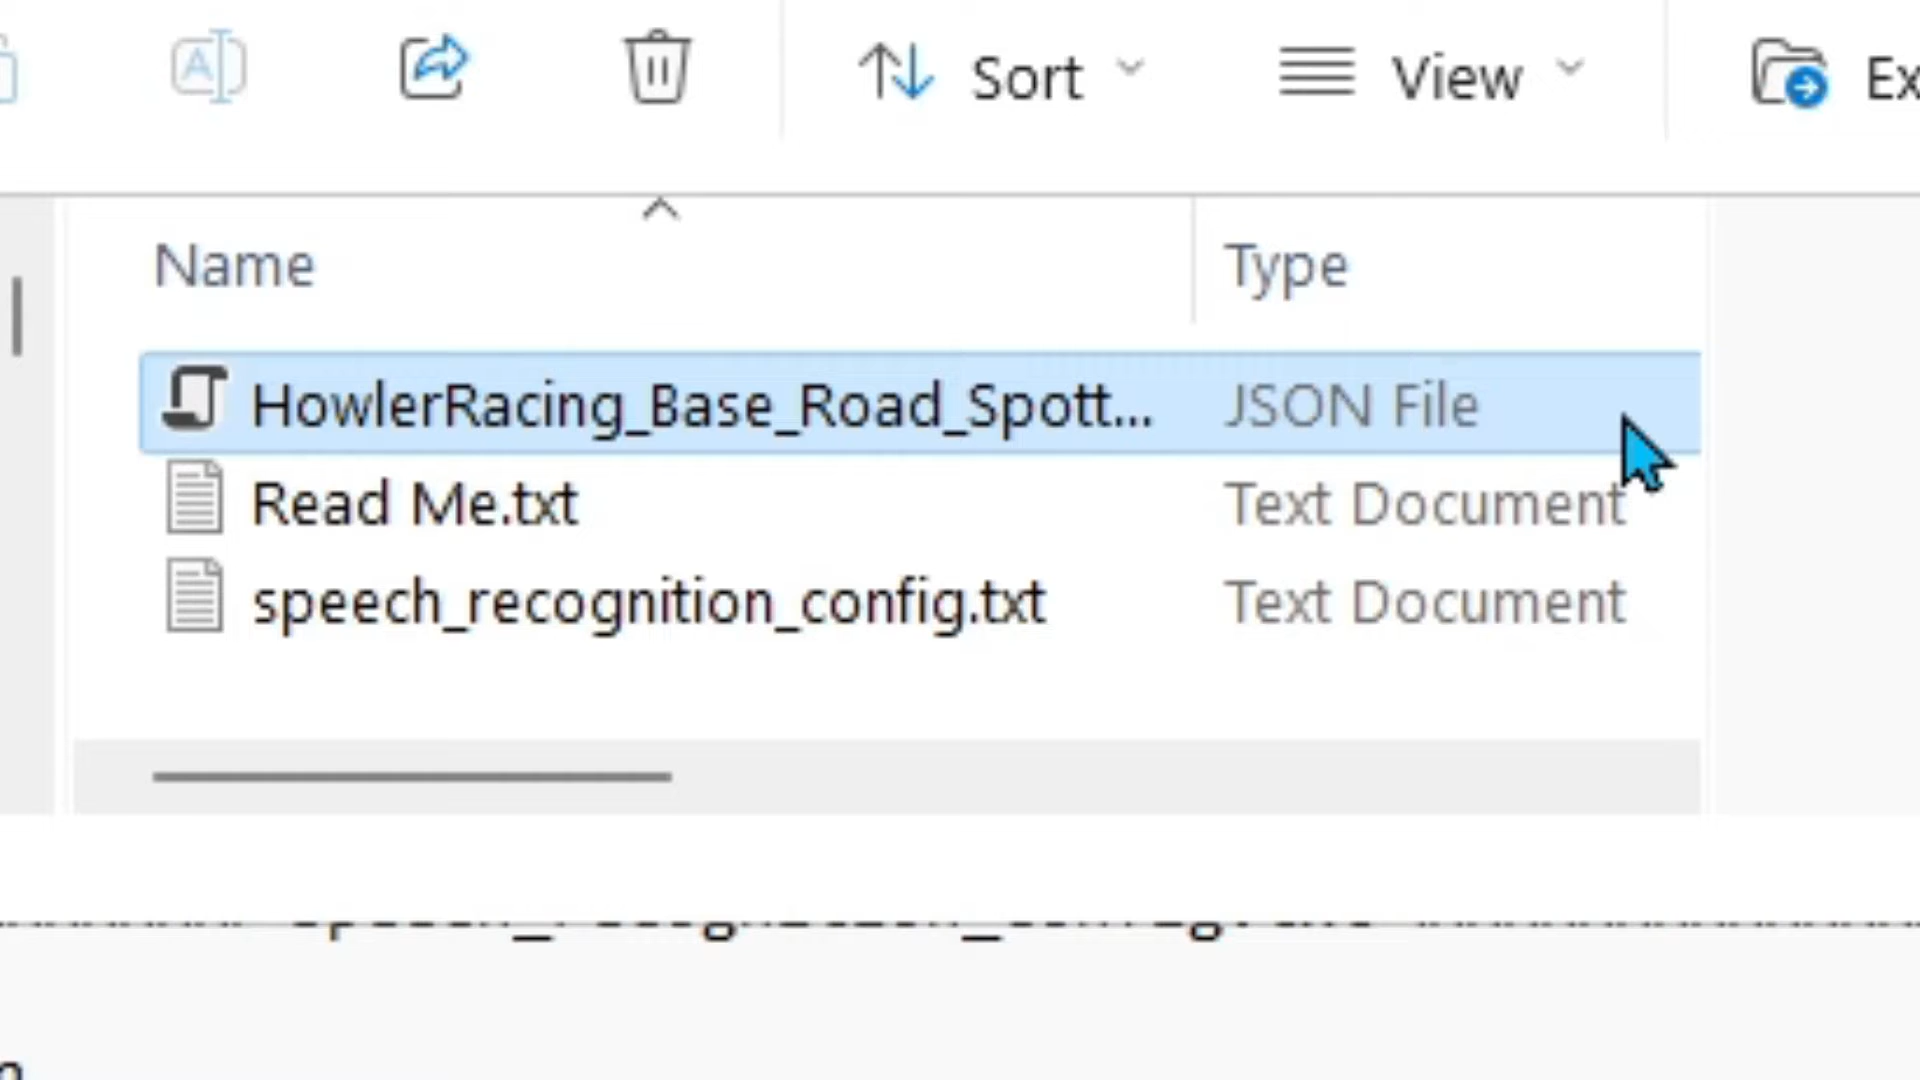 Sort View Ex
Name Type
HowlerRacing_Base_Road_Spott... JSON File
Read Me.txt Text Document
speech_recognition_config.txt Text Document